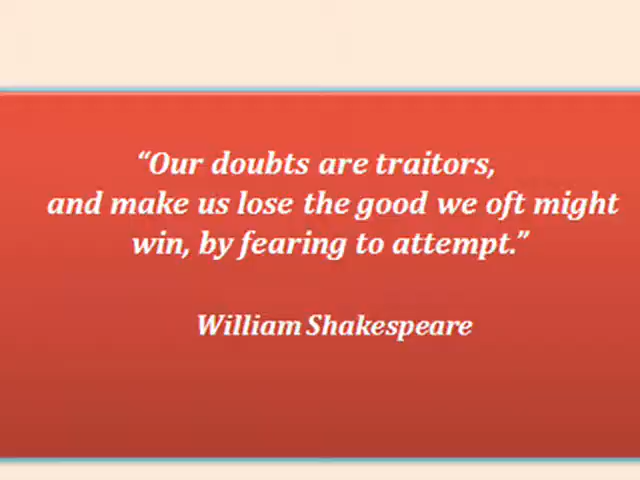 “Our doubts are traitors,
and make us lose the good we oft might
win, by fearing to attempt.”
William Shakespeare